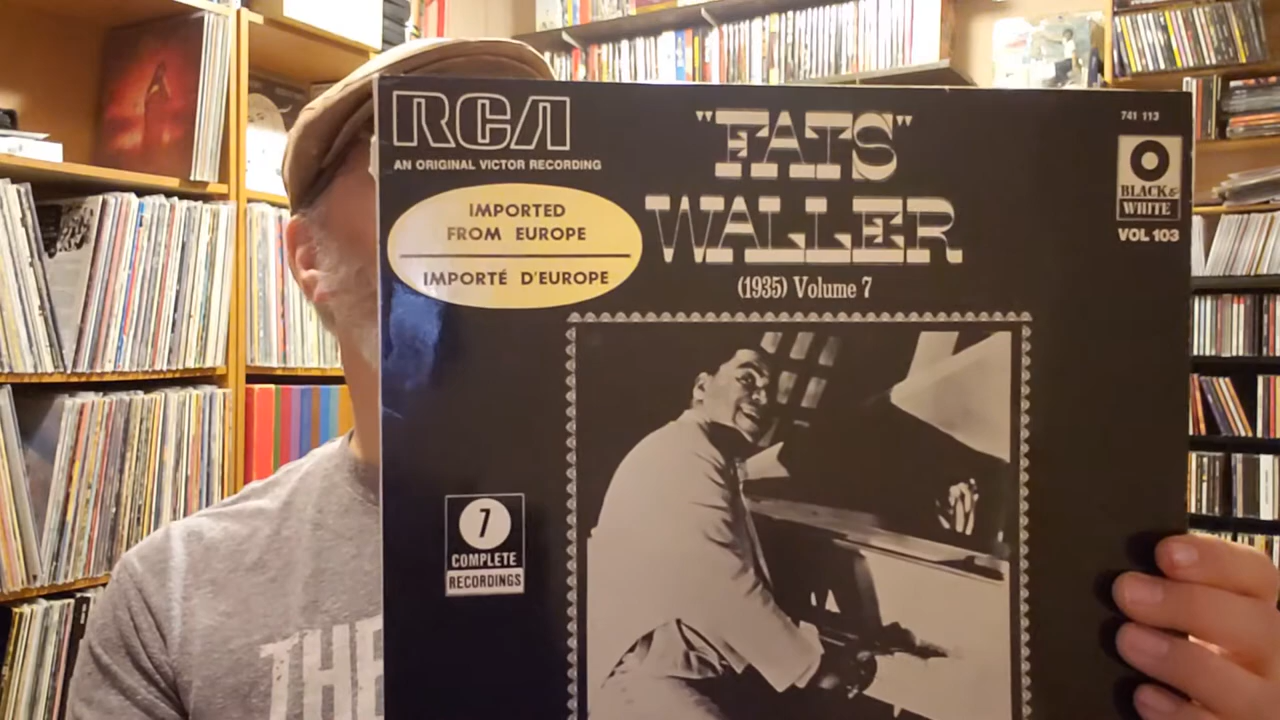 RCA
AN ORIGINAL VICTOR RECORDING
IMPORTED
FROM EUROPE
IMPORTÉ D'EUROPE
"FATS"
WALLER
(1935) Volume 7
741 113
BLACK &
WHITE
VOL 103
7
COMPLETE
RECORDINGS
THE